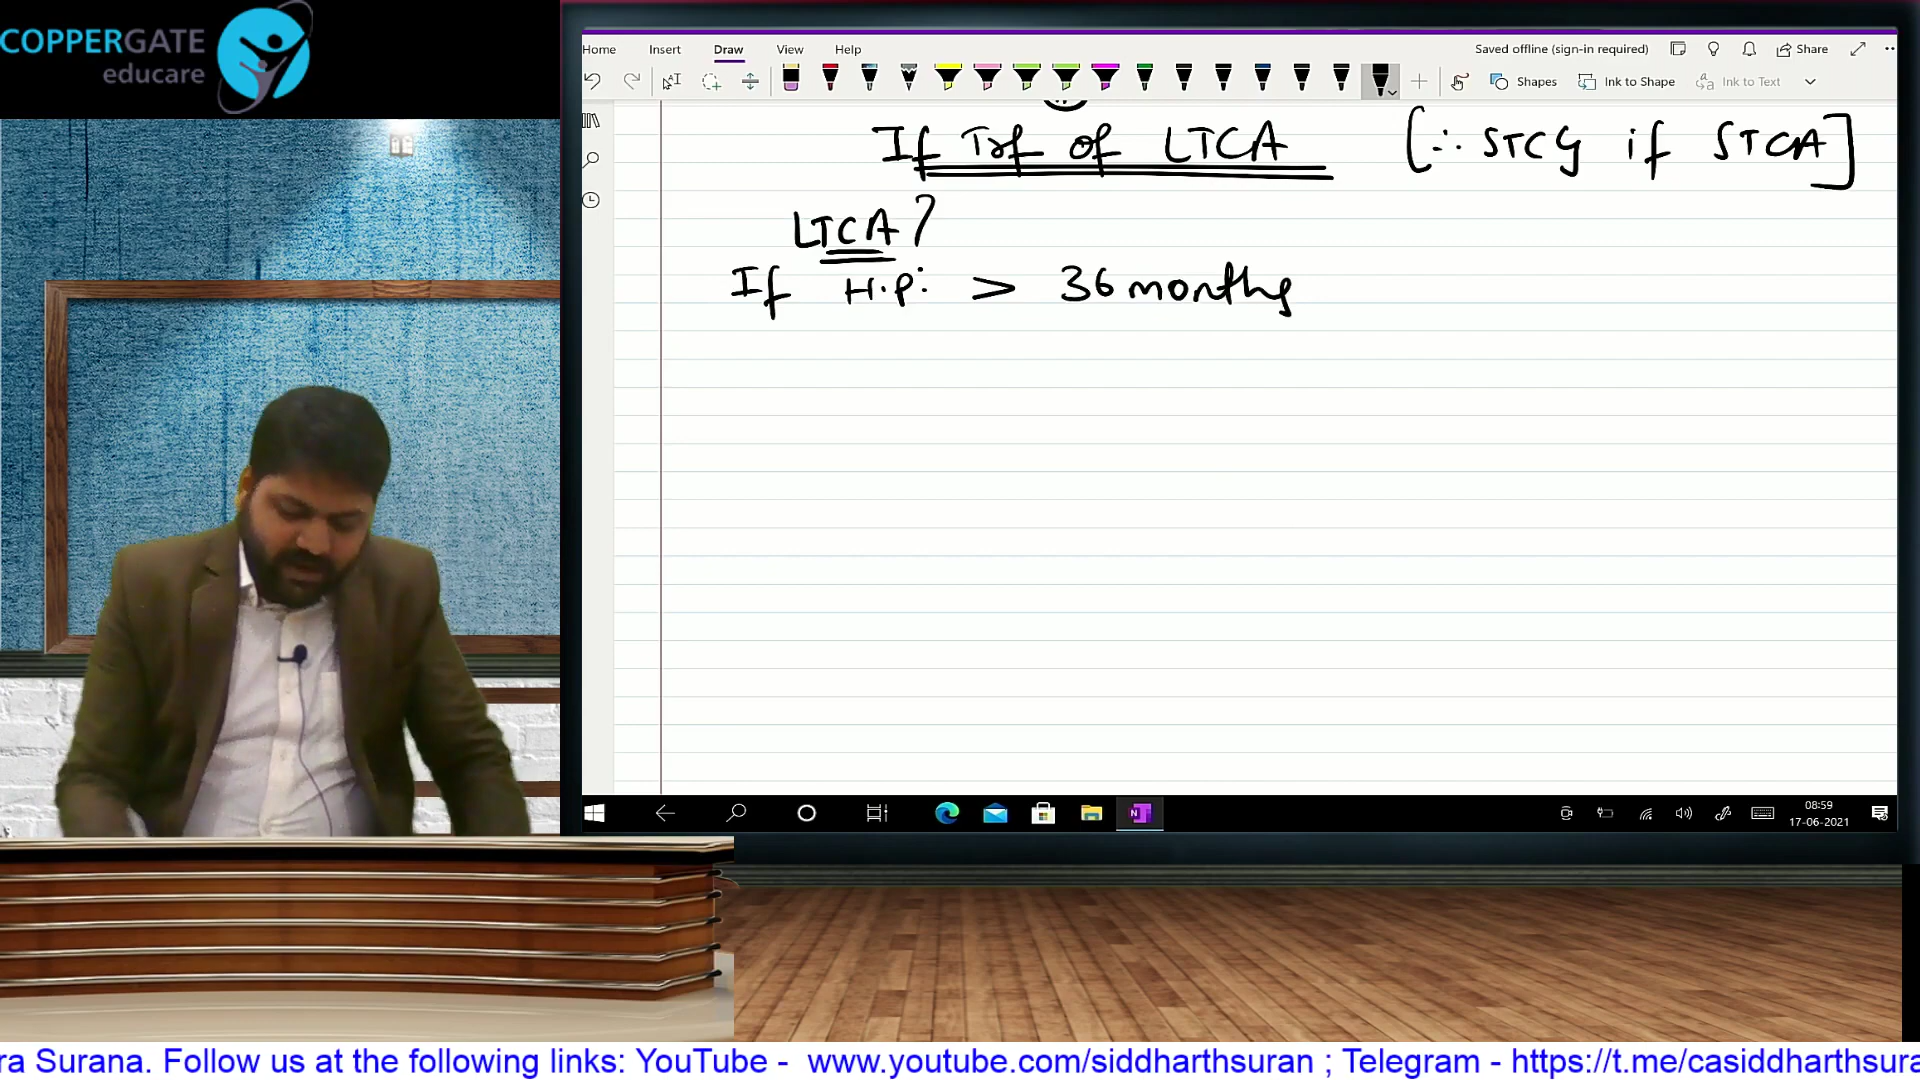 COPPERGATE
educare
Home Insert Draw View Help
Saved offline (sign-in required) Share
Shapes Ink to Shape Ink to Text
If Trf of LTCA [∴ STCG if STCA]
LTCA?
If H.P. > 36 months
N
08:59
17-06-2021
ra Surana. Follow us at the following links: YouTube - www.youtube.com/siddharthsuran ; Telegram - https://t.me/casiddharthsura